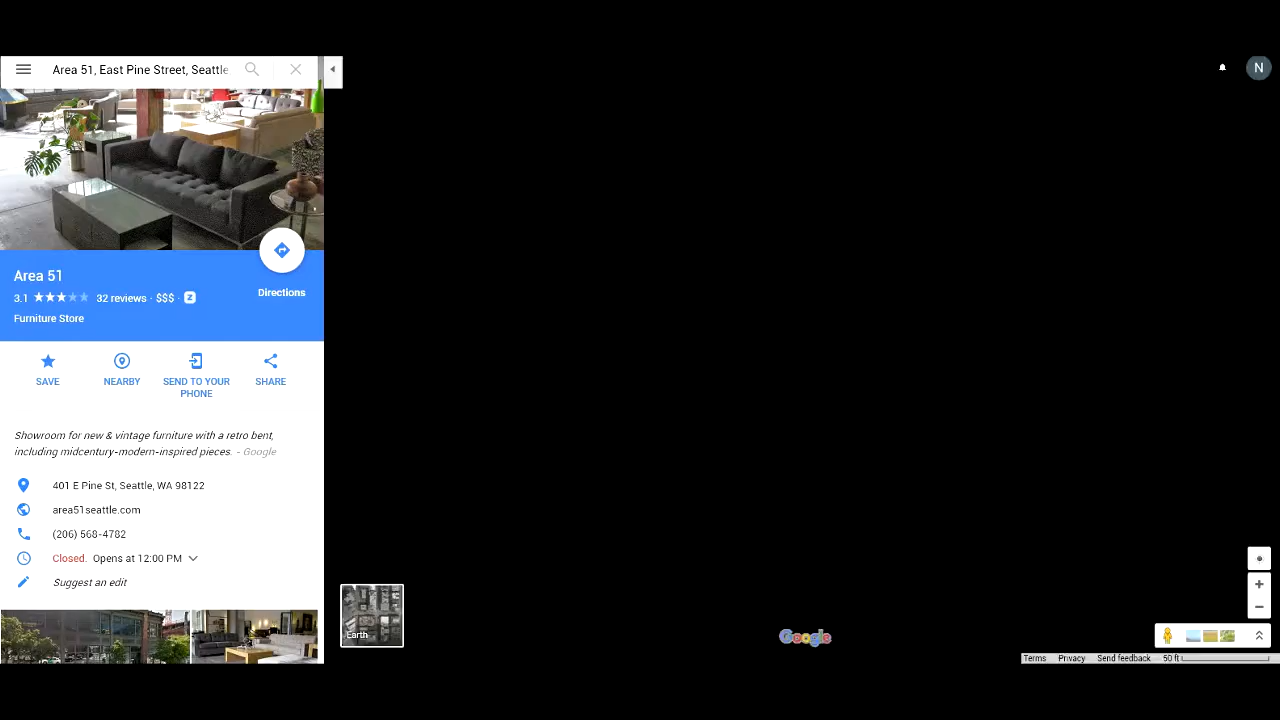 Area 51, East Pine Street, Seattle
N
Area 51
3.1 32 reviews · $$$ · Z
Furniture Store
Directions
SAVE
NEARBY
SEND TO YOUR
PHONE
SHARE
Showroom for new & vintage furniture with a retro bent,
including midcentury-modern-inspired pieces. - Google
401 E Pine St, Seattle, WA 98122
area51seattle.com
(206) 568-4782
Closed. Opens at 12:00 PM
Suggest an edit
Earth
Google
Terms Privacy Send feedback 50 ft